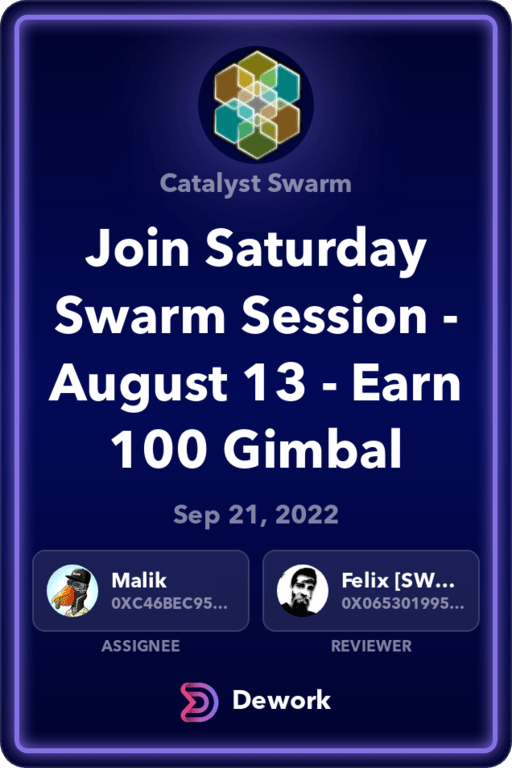 Catalyst Swarm
Join Saturday
Swarm Session -
August 13 - Earn
100 Gimbal
Sep 21, 2022
Malik
0XC46BEC95...
ASSIGNEE
Felix [SW...
0X065301995...
REVIEWER
Dework